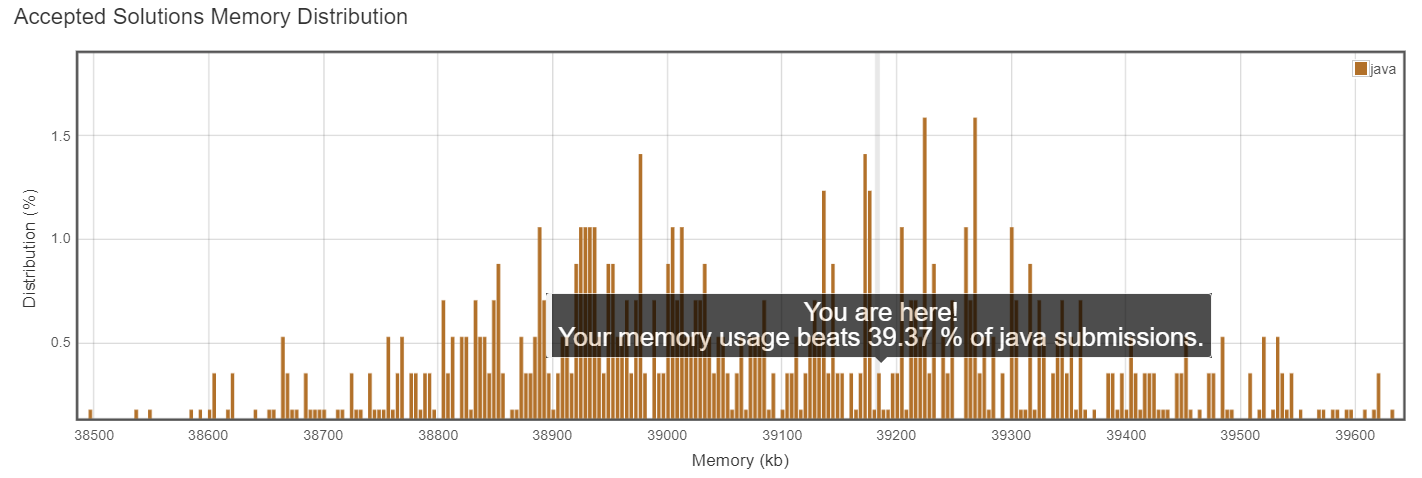 Accepted Solutions Memory Distribution
java
1.5
1.0
0.5
Distribution (%)
You are here!
Your memory usage beats 39.37 % of java submissions.
38500 38600 38700 38800 38900 39000 39100 39200 39300 39400 39500 39600
Memory (kb)